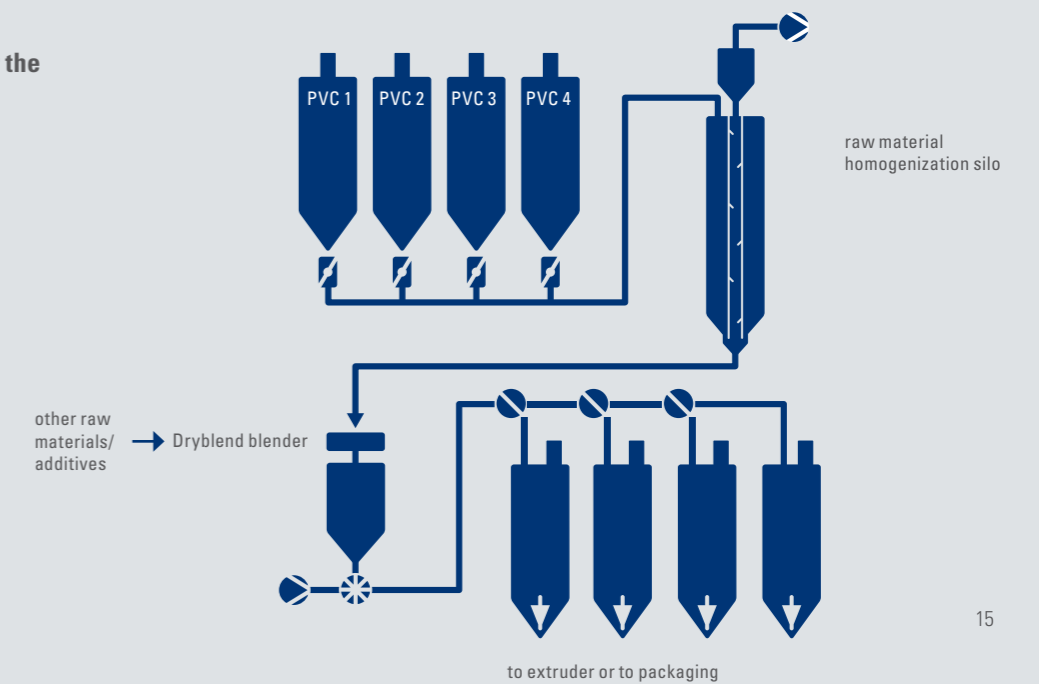 the
PVC 1
PVC 2
PVC 3
PVC 4
raw material
homogenization silo
other raw
materials/
additives
Dryblend blender
15
to extruder or to packaging